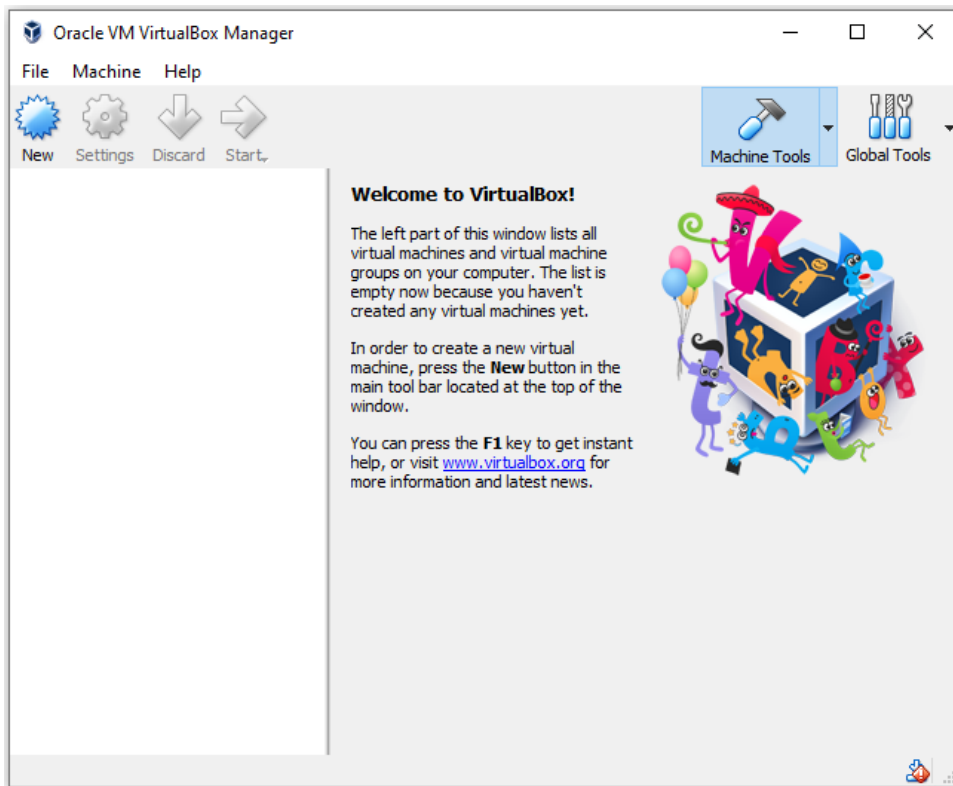 Oracle VM VirtualBox Manager
File Machine Help
New Settings Discard Start
Machine Tools Global Tools
Welcome to VirtualBox!
The left part of this window lists all
virtual machines and virtual machine
groups on your computer. The list is
empty now because you haven't
created any virtual machines yet.
In order to create a new virtual
machine, press the New button in the
main tool bar located at the top of the
window.
You can press the F1 key to get instant
help, or visit www.virtualbox.org for
more information and latest news.